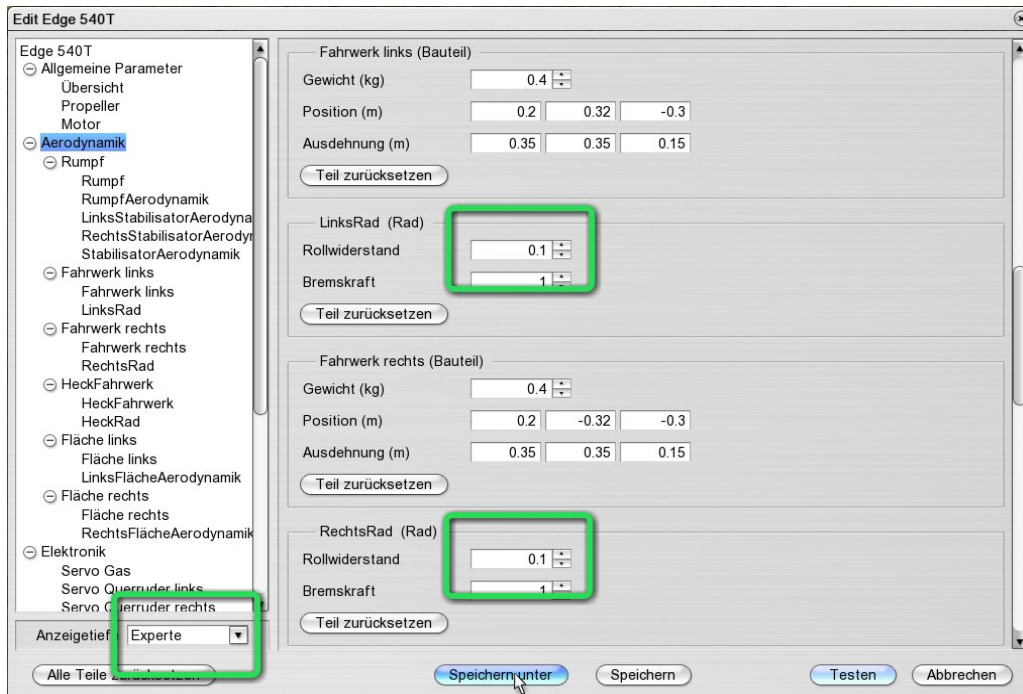 Edit Edge 540T
Edge 540T
Allgemeine Parameter
Übersicht
Propeller
Motor
Aerodynamik
Rumpf
Rumpf
RumpfAerodynamik
LinksStabilisatorAerodyna
RechtsStabilisatorAerodyr
StabilisatorAerodynamik
Fahrwerk links
Fahrwerk links
LinksRad
Fahrwerk rechts
Fahrwerk rechts
RechtsRad
HeckFahrwerk
HeckFahrwerk
HeckRad
Fläche links
Fläche links
LinksFlächeAerodynamik
Fläche rechts
Fläche rechts
RechtsFlächeAerodynamik
Elektronik
Servo Gas
Servo Querruder links
Servo Querruder rechts
Anzeigetiefe Experte
Fahrwerk links (Bauteil)
Gewicht (kg) 0.4
Position (m) 0.2 0.32 -0.3
Ausdehnung (m) 0.35 0.35 0.15
Teil zurücksetzen
LinksRad (Rad)
Rollwiderstand 0.1
Bremskraft 1
Teil zurücksetzen
Fahrwerk rechts (Bauteil)
Gewicht (kg) 0.4
Position (m) 0.2 -0.32 -0.3
Ausdehnung (m) 0.35 0.35 0.15
Teil zurücksetzen
RechtsRad (Rad)
Rollwiderstand 0.1
Bremskraft 1
Teil zurücksetzen
Alle Teile zurücksetzen Speichern unter Speichern Testen Abbrechen